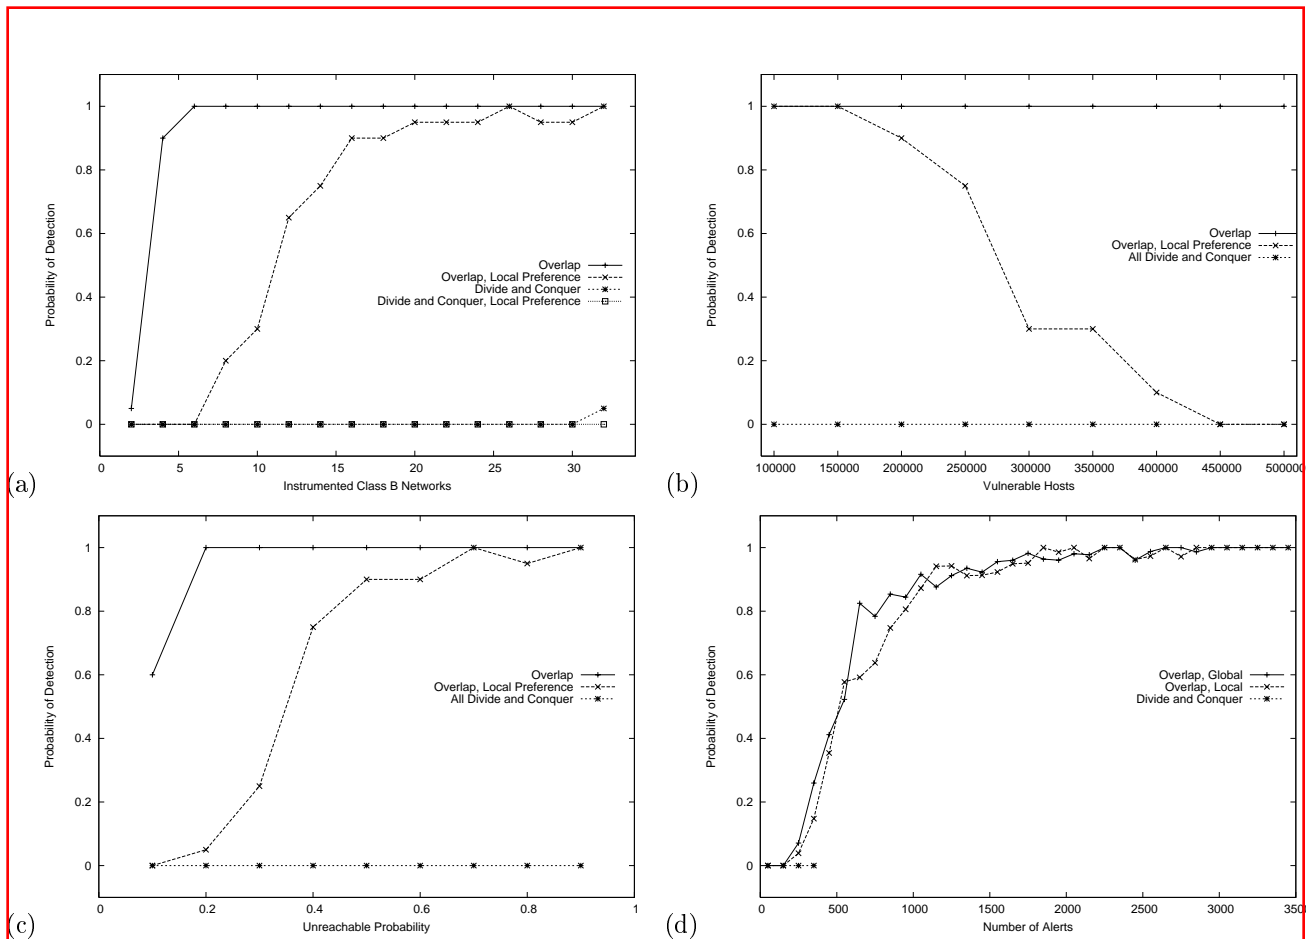 1
0.8
0.6
0.4
0.2
0
Probability of Detection
Overlap
Overlap, Local Preference
Divide and Conquer
Divide and Conquer, Local Preference
0 5 10 15 20 25 30
Instrumented Class B Networks
(a)
1
0.8
0.6
0.4
0.2
0
Probability of Detection
Overlap
Overlap, Local Preference
All Divide and Conquer
100000 150000 200000 250000 300000 350000 400000 450000 500000
Vulnerable Hosts
(b)
1
0.8
0.6
0.4
0.2
0
Probability of Detection
Overlap
Overlap, Local Preference
All Divide and Conquer
0 0.2 0.4 0.6 0.8 1
Unreachable Probability
(c)
1
0.8
0.6
0.4
0.2
0
Probability of Detection
Overlap, Global
Overlap, Local
Divide and Conquer
0 500 1000 1500 2000 2500 3000 350
Number of Alerts
(d)